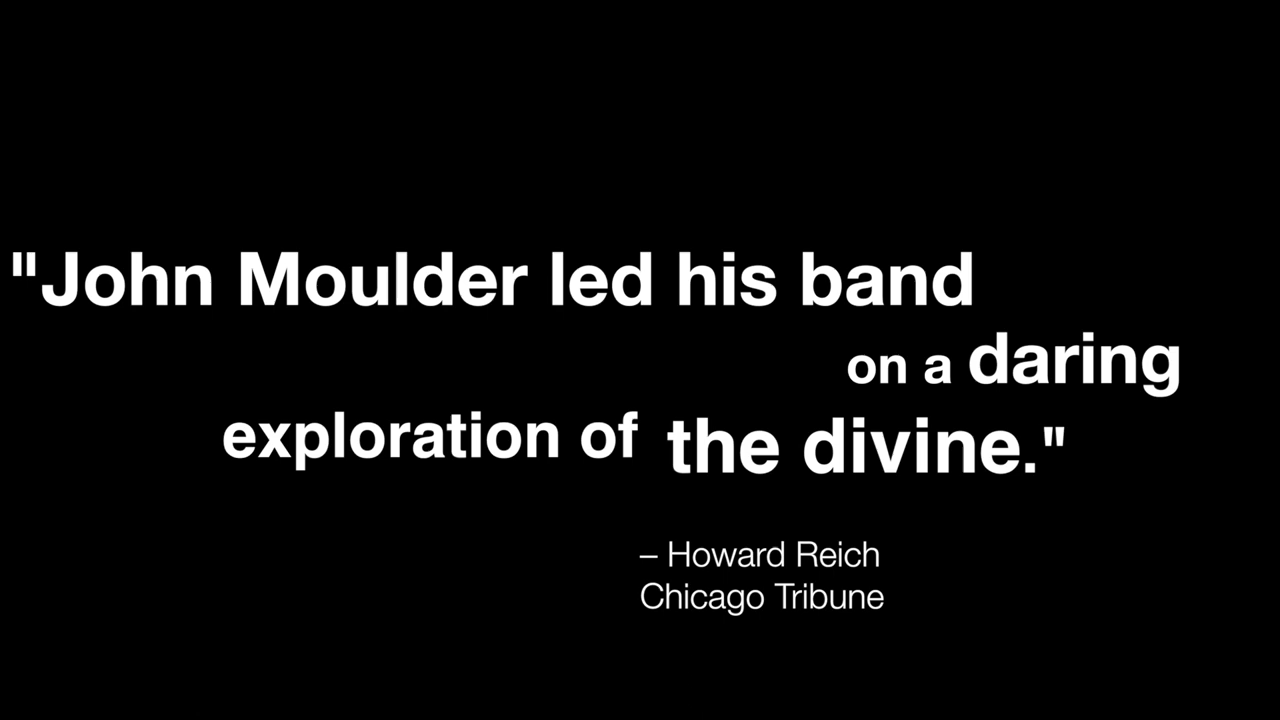 "John Moulder led his band
on a daring
exploration of the divine."
– Howard Reich
Chicago Tribune